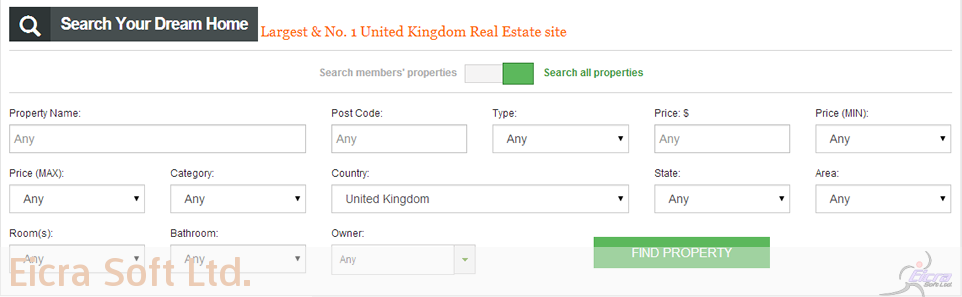 Search Your Dream Home Largest & No. 1 United Kingdom Real Estate site
Search members' properties Search all properties
Property Name: Post Code: Type: Price: $ Price (MIN):
Any Any Any Any Any
Price (MAX): Category: Country: State: Area:
Any Any United Kingdom Any Any
Room(s): Bathroom: Owner:
Any Any Any FIND PROPERTY
Eicra Soft Ltd.
Eicra
Soft Ltd